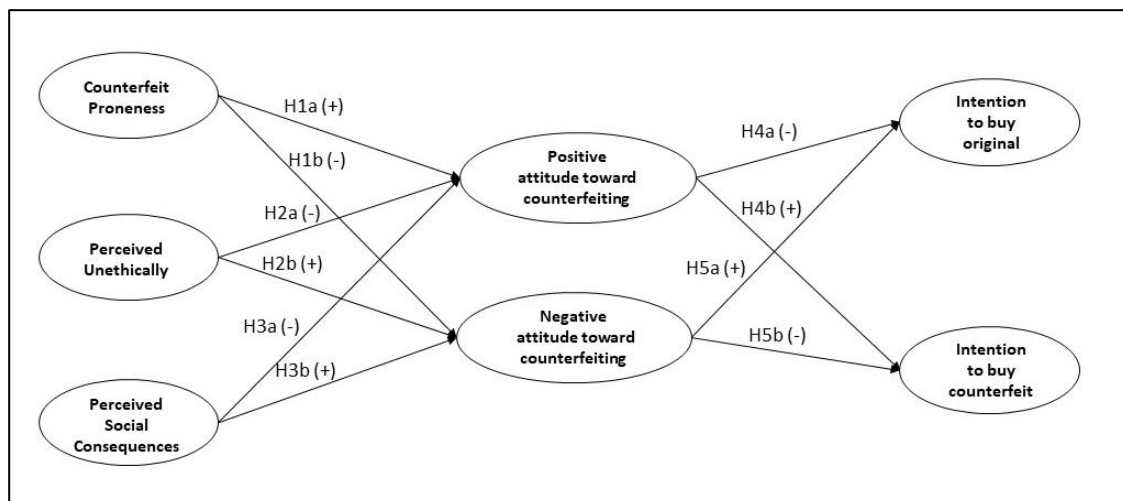 Counterfeit
Proneness
Perceived
Unethically
Perceived
Social
Consequences
H1a (+)
H1b (-)
H2a (-)
H2b (+)
H3a (-)
H3b (+)
Positive
attitude toward
counterfeiting
Negative
attitude toward
counterfeiting
H4a (-)
H4b (+)
H5a (+)
H5b (-)
Intention
to buy
original
Intention
to buy
counterfeit